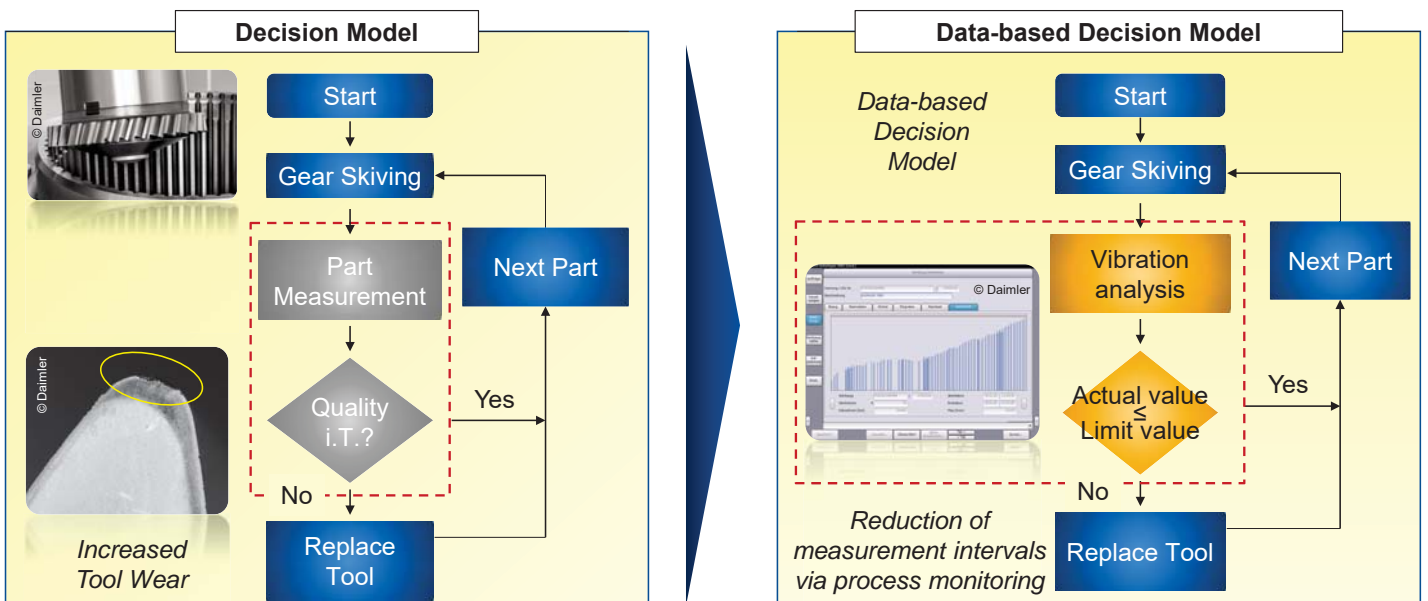 Decision Model
© Daimler
Start
Gear Skiving
Part
Measurement
Next Part
© Daimler
Quality
i.T.?
Yes
No
Replace
Tool
Increased
Tool Wear
Data-based Decision Model
Data-based
Decision
Model
Start
Gear Skiving
© Daimler
Vibration
analysis
Next Part
Actual value
≤
Limit value
Yes
No
Replace Tool
Reduction of
measurement intervals
via process monitoring